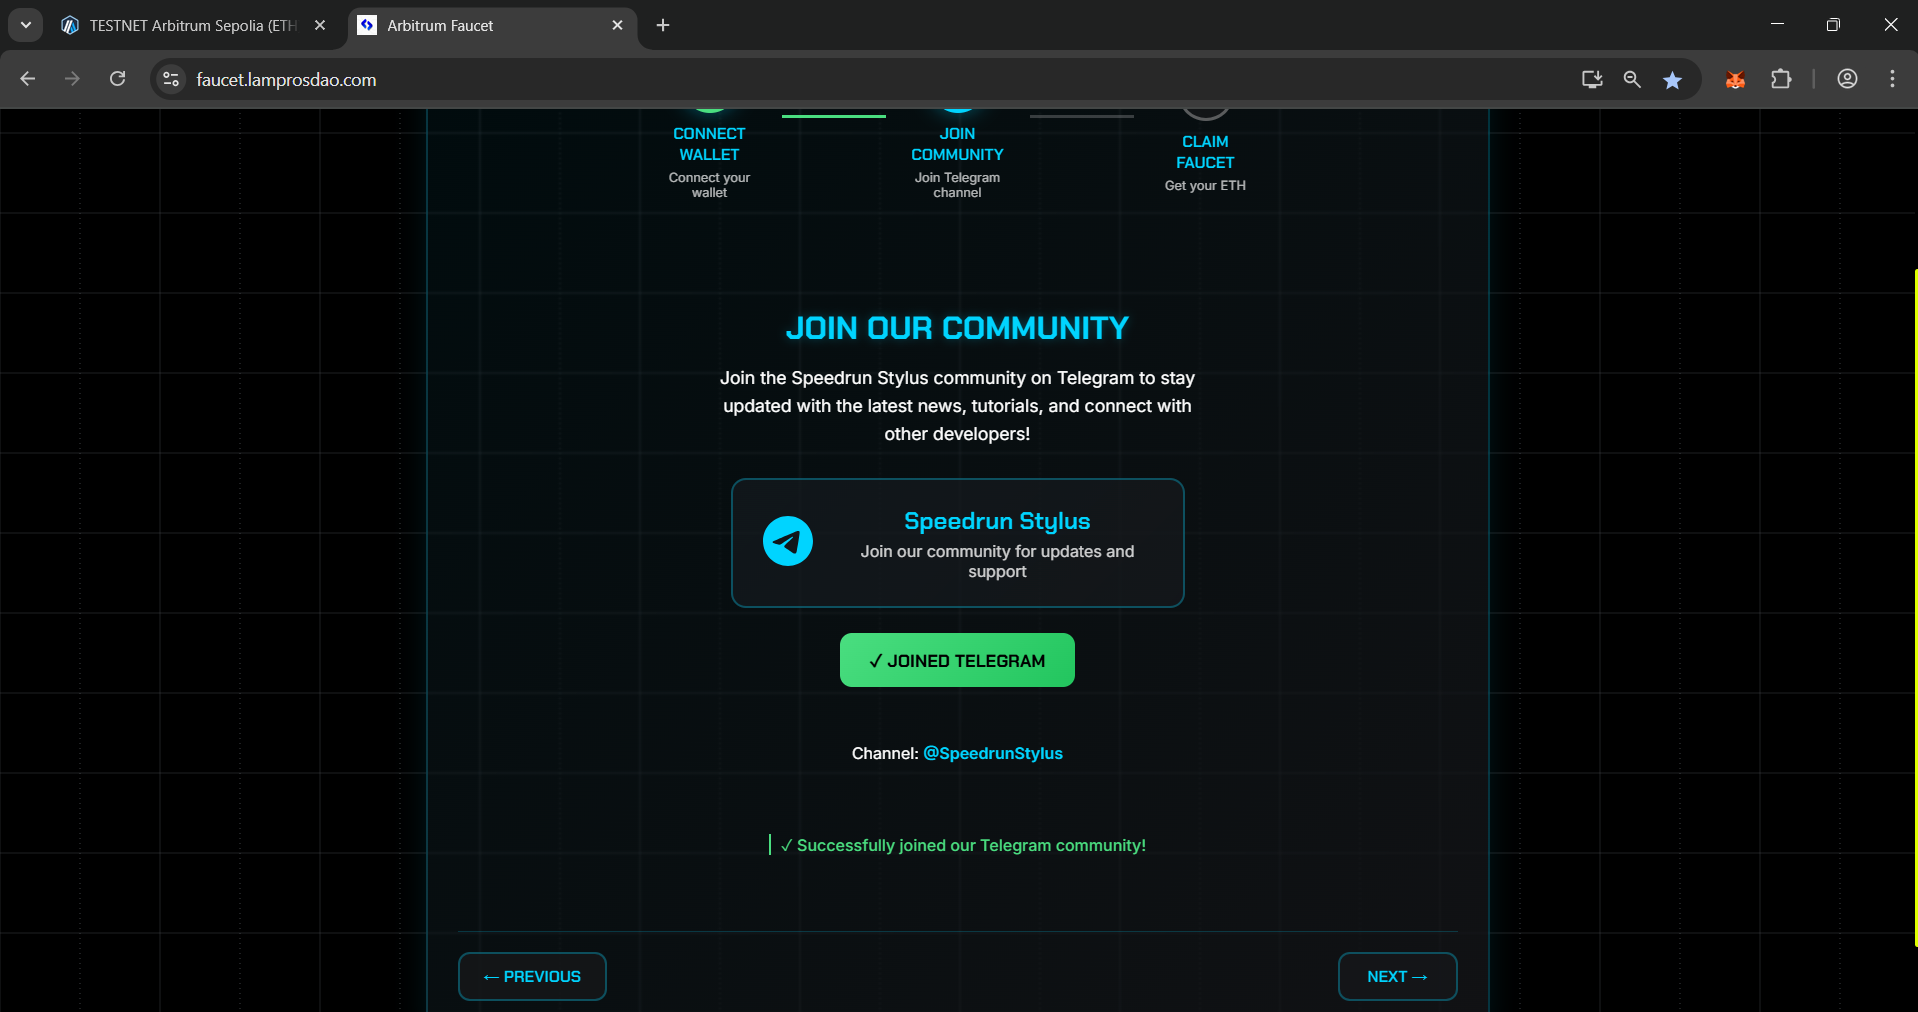 TESTNET Arbitrum Sepolia (ETH
Arbitrum Faucet
faucet.lamprosdao.com
CONNECT
WALLET
Connect your
wallet
JOIN
COMMUNITY
Join Telegram
channel
CLAIM
FAUCET
Get your ETH
JOIN OUR COMMUNITY
Join the Speedrun Stylus community on Telegram to stay
updated with the latest news, tutorials, and connect with
other developers!
Speedrun Stylus
Join our community for updates and
support
✓ JOINED TELEGRAM
Channel: @SpeedrunStylus
✓ Successfully joined our Telegram community!
← PREVIOUS
NEXT →